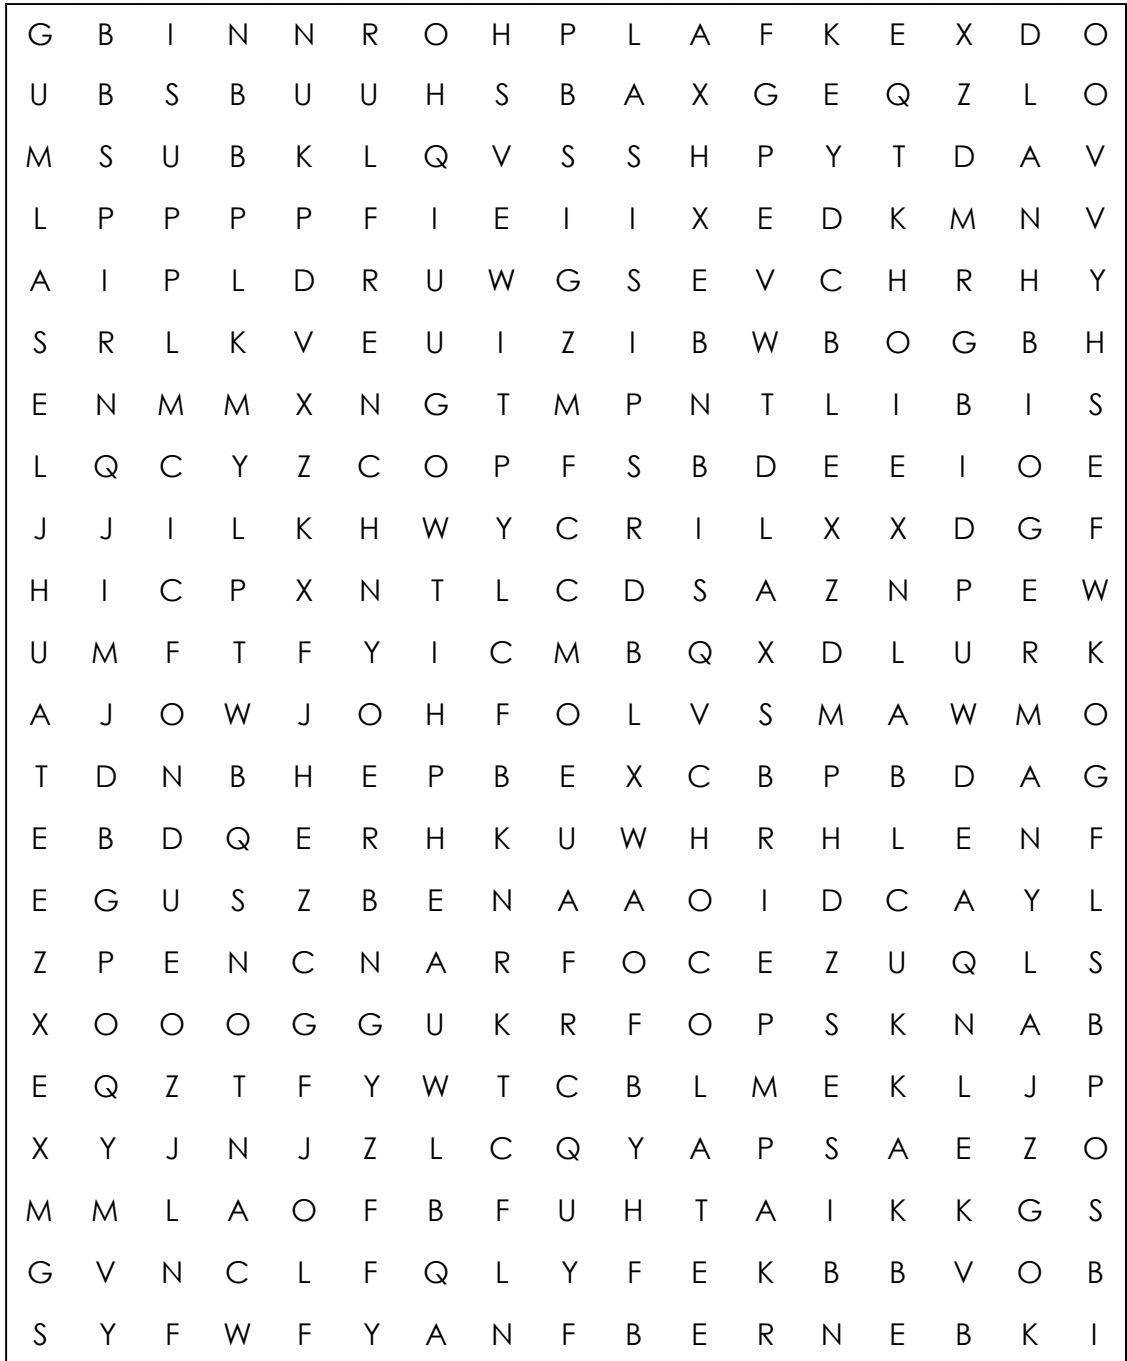 G B I N N R O H P L A F K E X D O
U B S B U U H S B A X G E Q Z L O
M S U B K L Q V S S H P Y T D A V
L P P P P F I E I I X E D K M N V
A I P L D R U W G S E V C H R H Y
S R L K V E U I Z I B W B O G B H
E N M M X N G T M P N T L I B I S
L Q C Y Z C O P F S B D E E I O E
J J I L K H W Y C R I L X X D G F
H I C P X N T L C D S A Z N P E W
U M F T F Y I C M B Q X D L U R K
A J O W J O H F O L V S M A W M O
T D N B H E P B E X C B P B D A G
E B D Q E R H K U W H R H L E N F
E G U S Z B E N A A O I D C A Y L
Z P E N C N A R F O C E Z U Q L S
X O O O G G U K R F O P S K N A B
E Q Z T F Y W T C B L M E K L J P
X Y J N J Z L C Q Y A P S A E Z O
M M L A O F B F U H T A I K K G S
G V N C L F Q L Y F E K B B V O B
S Y F W F Y A N F B E R N E B K I